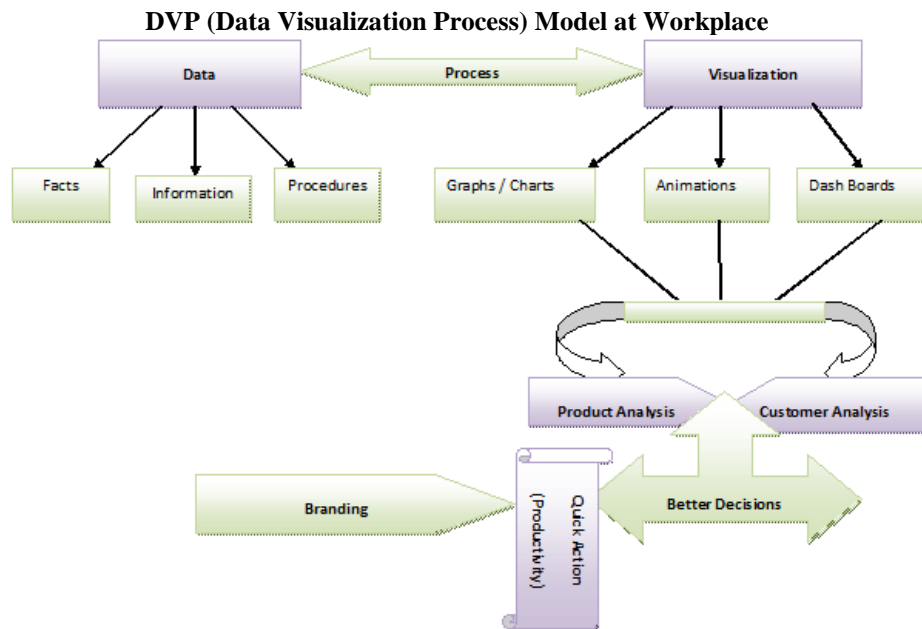 DVP (Data Visualization Process) Model at Workplace
Data
Process
Visualization
Facts
Information
Procedures
Graphs / Charts
Animations
Dash Boards
Product Analysis
Customer Analysis
Branding
Quick Action
(Productivity)
Better Decisions